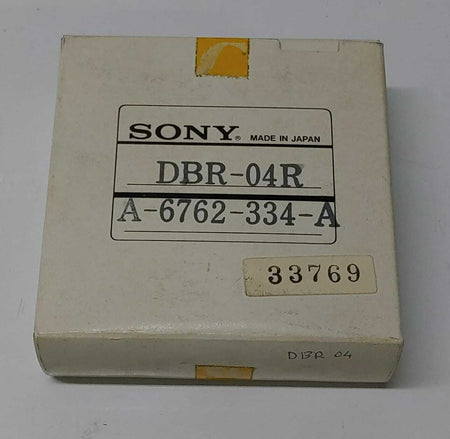 SONY® MADE IN JAPAN
DBR-04R
A-6762-334-A
33769
DBR 04